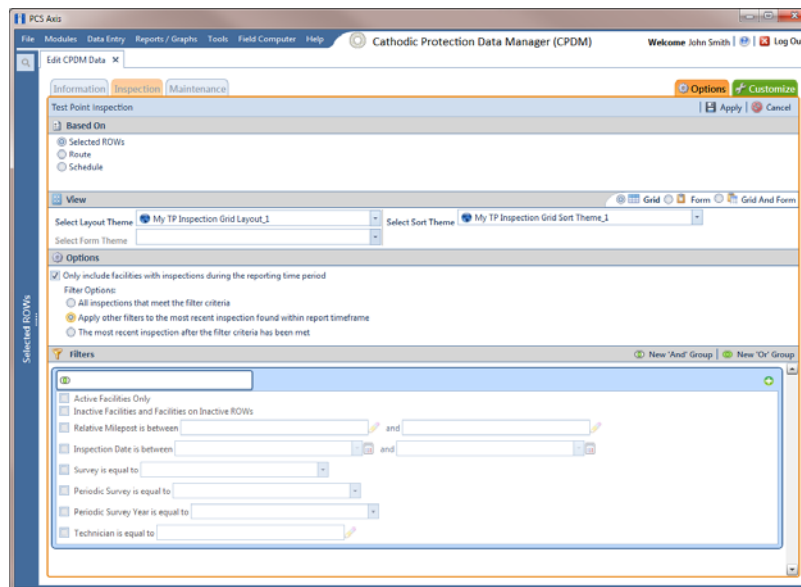 PCS Axis
File Modules Data Entry Reports / Graphs Tools Field Computer Help Cathodic Protection Data Manager (CPDM) Welcome John Smith Log Ou
Edit CPDM Data
Information Inspection Maintenance Options Customize
Test Point Inspection Apply Cancel
Based On
Selected ROWs
Route
Schedule
View Grid Form Grid And Form
Select Layout Theme My TP Inspection Grid Layout_1 Select Sort Theme My TP Inspection Grid Sort Theme_1
Select Form Theme
Options
Only include facilities with inspections during the reporting time period
Filter Options:
All inspections that meet the filter criteria
Apply other filters to the most recent inspection found within report timeframe
The most recent inspection after the filter criteria has been met
Selected ROWs
Filters New 'And' Group New 'Or' Group
Active Facilities Only
Inactive Facilities and Facilities on Inactive ROWs
Relative Milepost is between and
Inspection Date is between and
Survey is equal to
Periodic Survey is equal to
Periodic Survey Year is equal to
Technician is equal to